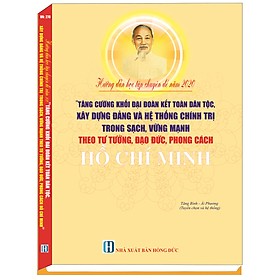 Hướng dẫn học tập chuyên đề năm 2020
"TĂNG CƯỜNG KHỐI ĐẠI ĐOÀN KẾT TOÀN DÂN TỘC,
XÂY DỰNG ĐẢNG VÀ HỆ THỐNG CHÍNH TRỊ
TRONG SẠCH, VỮNG MẠNH
THEO TƯ TƯỞNG, ĐẠO ĐỨC, PHONG CÁCH
HỒ CHÍ MINH
Tăng Bình - Ái Phương
(Tuyển chọn và hệ thống)
NHÀ XUẤT BẢN HỒNG ĐỨC